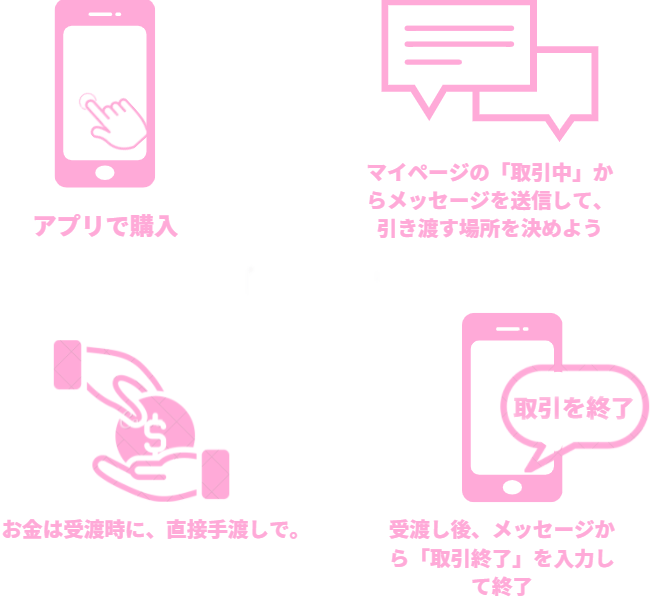 アプリで購入
マイページの「取引中」か
らメッセージを送信して、
引き渡す場所を決めよう
$
お金は受渡時に、直接手渡しで。
取引を終了
受渡し後、メッセージか
ら「取引終了」を入力し
て終了